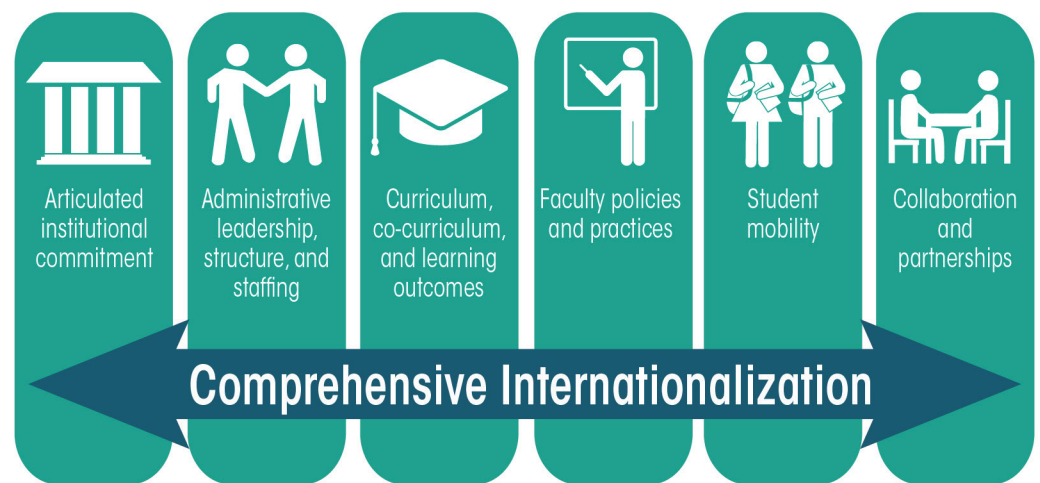 Articulated
institutional
commitment
Administrative
leadership,
structure, and
staffing
Curriculum,
co-curriculum,
and learning
outcomes
Faculty policies
and practices
Student
mobility
Collaboration
and
partnerships
Comprehensive Internationalization